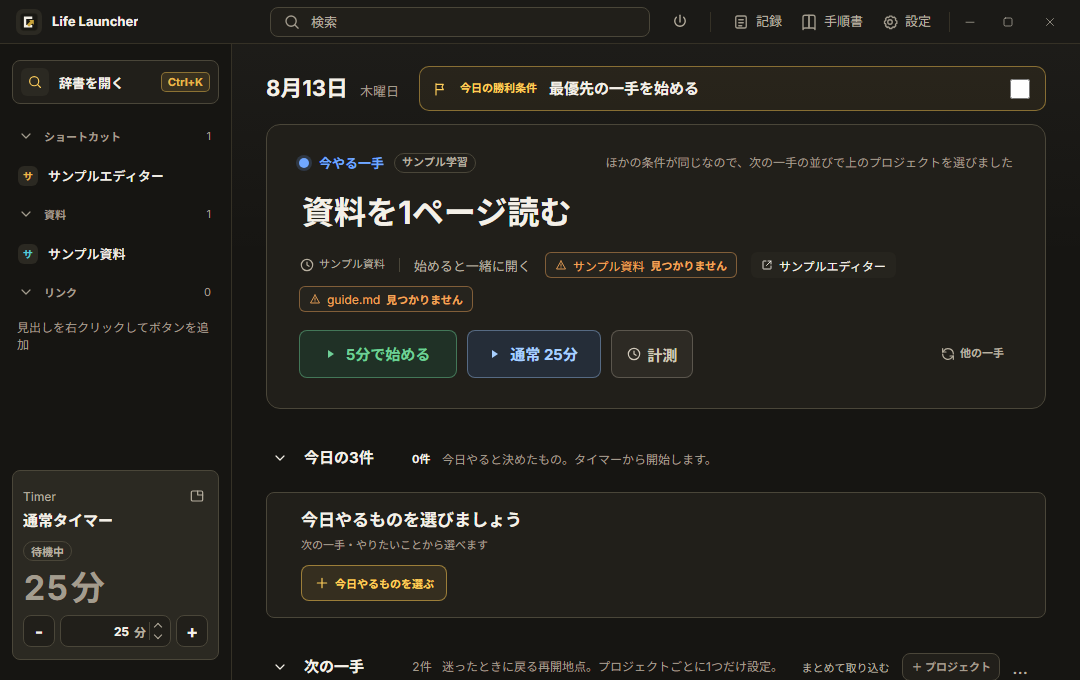 Life Launcher
検索
記録
手順書
設定
辞書を開く
Ctrl+K
ショートカット
1
サ
サンプルエディター
資料
1
サ
サンプル資料
リンク
0
見出しを右クリックしてボタンを追
加
Timer
通常タイマー
待機中
25分
-
25 分
+
8月13日
木曜日
今日の勝利条件
最優先の一手を始める
今やる一手
サンプル学習
ほかの条件が同じなので、次の一手の並びで上のプロジェクトを選びました
資料を1ページ読む
サンプル資料
始めると一緒に開く
サンプル資料 見つかりません
サンプルエディター
guide.md 見つかりません
5分で始める
通常 25分
計測
他の一手
今日の3件
0件
今日やると決めたもの。タイマーから開始します。
今日やるものを選びましょう
次の一手・やりたいことから選べます
+ 今日やるものを選ぶ
次の一手
2件
迷ったときに戻る再開地点。プロジェクトごとに1つだけ設定。
まとめて取り込む
+ プロジェクト
...